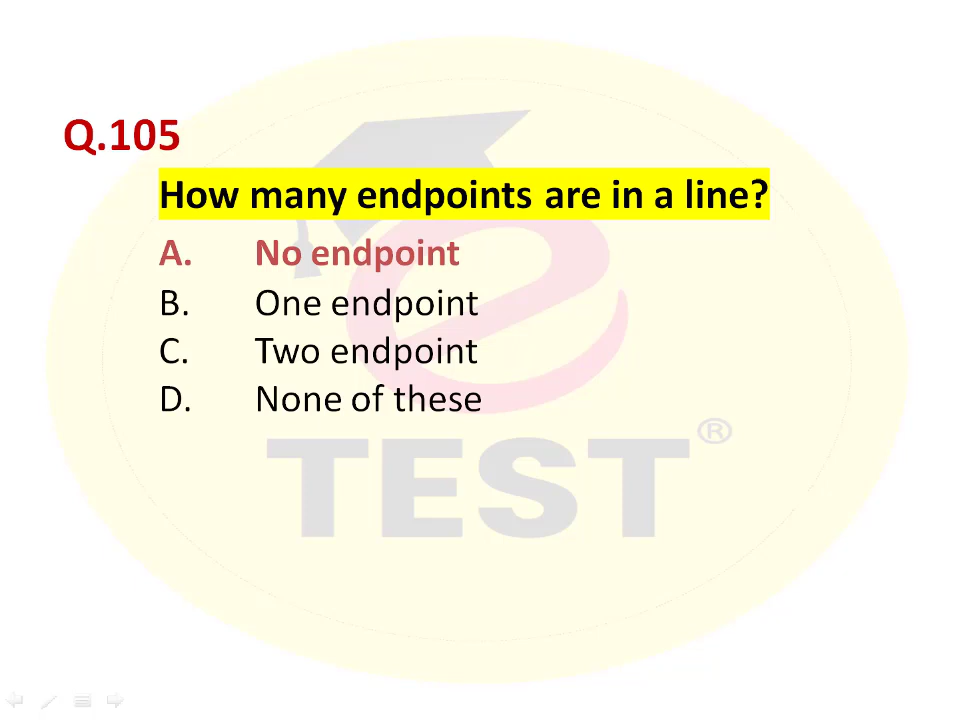 Q.105
How many endpoints are in a line?
A. No endpoint
B. One endpoint
C. Two endpoint
D. None of these
e
TEST®